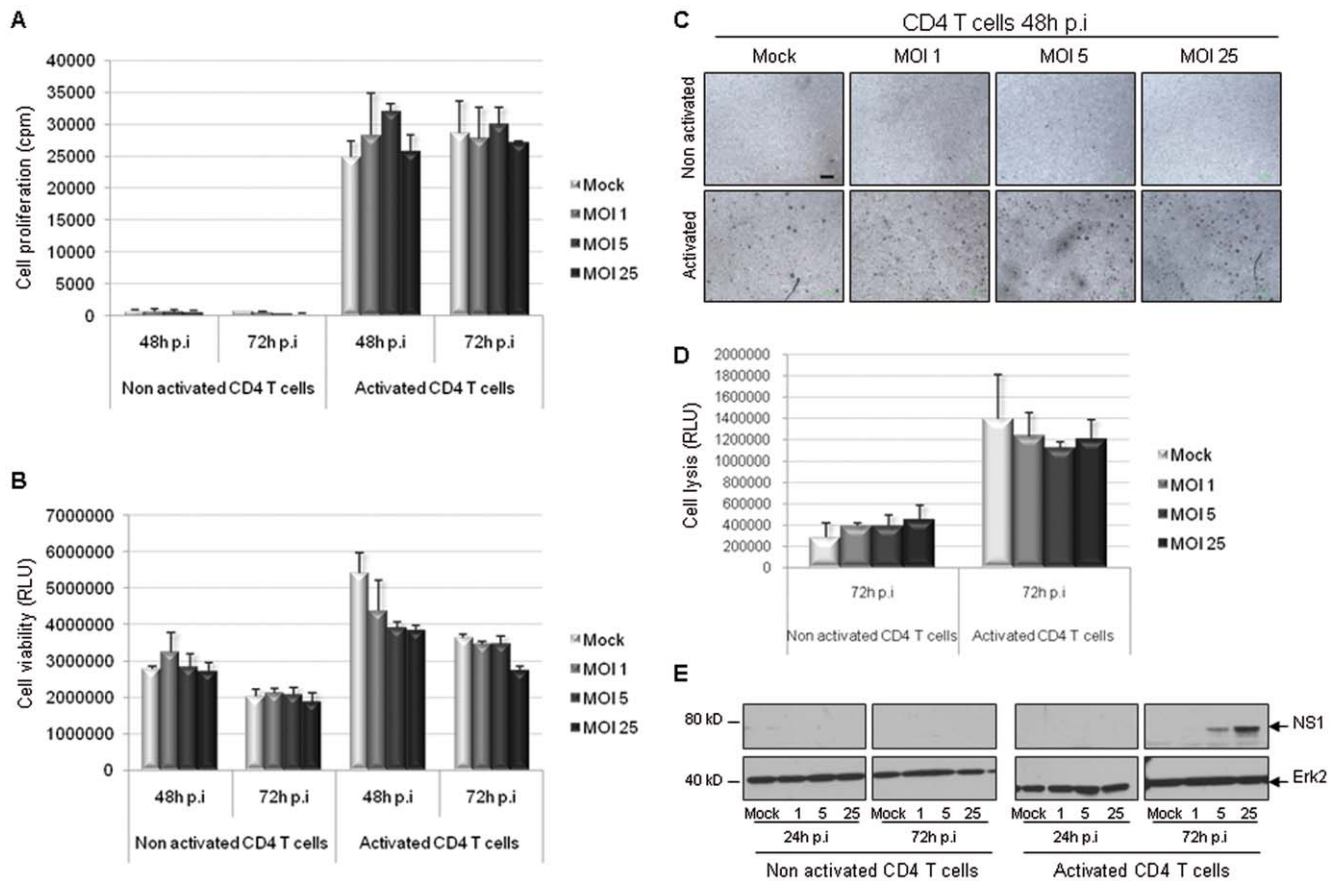 A
40000
35000
30000
25000
20000
15000
10000
5000
0
Cell proliferation (cpm)
48h p.i
72h p.i
48h p.i
72h p.i
Non activated CD4 T cells
Activated CD4 T cells
Mock
MOI 1
MOI 5
MOI 25
B
7000000
6000000
5000000
4000000
3000000
2000000
1000000
0
Cell viability (RLU)
48h p.i
72h p.i
48h p.i
72h p.i
Non activated CD4 T cells
Activated CD4 T cells
Mock
MOI 1
MOI 5
MOI 25
C
CD4 T cells 48h p.i
Mock
MOI 1
MOI 5
MOI 25
Non activated
Activated
D
2000000
1800000
1600000
1400000
1200000
1000000
800000
600000
400000
200000
0
Cell lysis (RLU)
72h p.i
72h p.i
Non activated CD4 T cells
Activated CD4 T cells
Mock
MOI 1
MOI 5
MOI 25
E
80 kD
NS1
40 kD
Erk2
Mock 1 5 25
Mock 1 5 25
Mock 1 5 25
Mock 1 5 25
24h p.i
72h p.i
24h p.i
72h p.i
Non activated CD4 T cells
Activated CD4 T cells